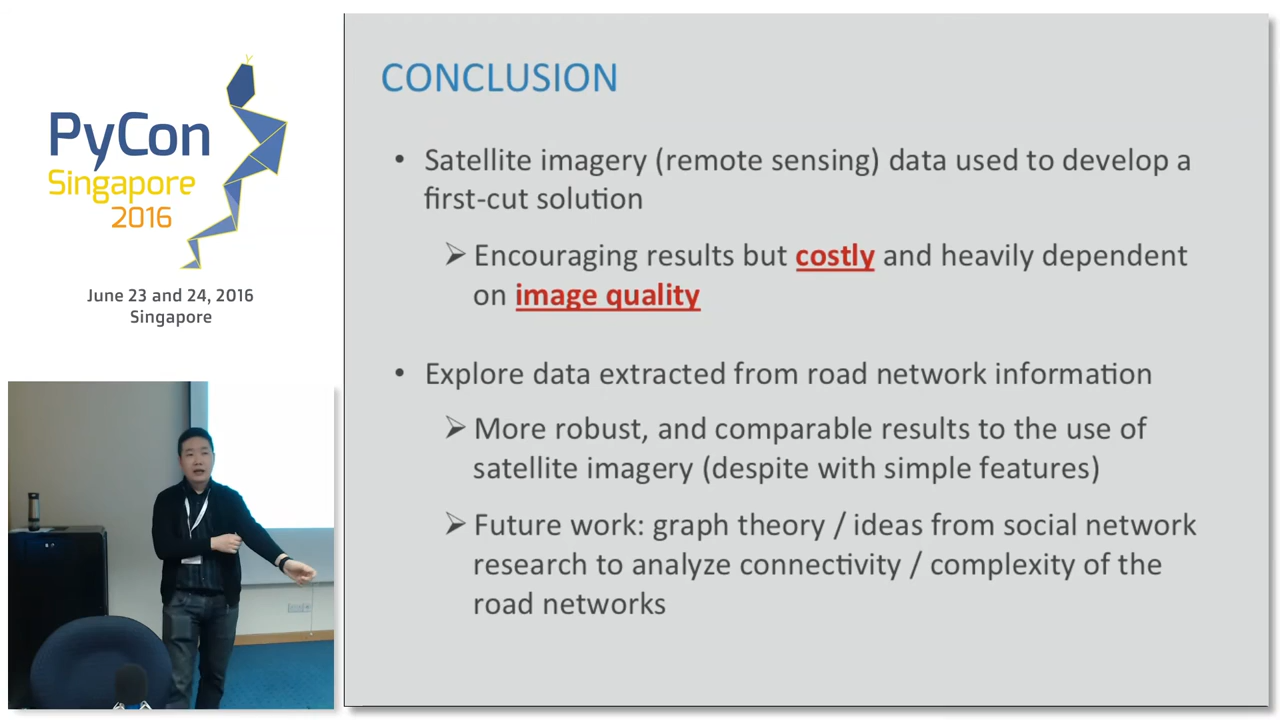 PyCon
Singapore
2016
June 23 and 24, 2016
Singapore
CONCLUSION
• Satellite imagery (remote sensing) data used to develop a
first-cut solution
➢ Encouraging results but costly and heavily dependent
on image quality
• Explore data extracted from road network information
➢ More robust, and comparable results to the use of
satellite imagery (despite with simple features)
➢ Future work: graph theory / ideas from social network
research to analyze connectivity / complexity of the
road networks